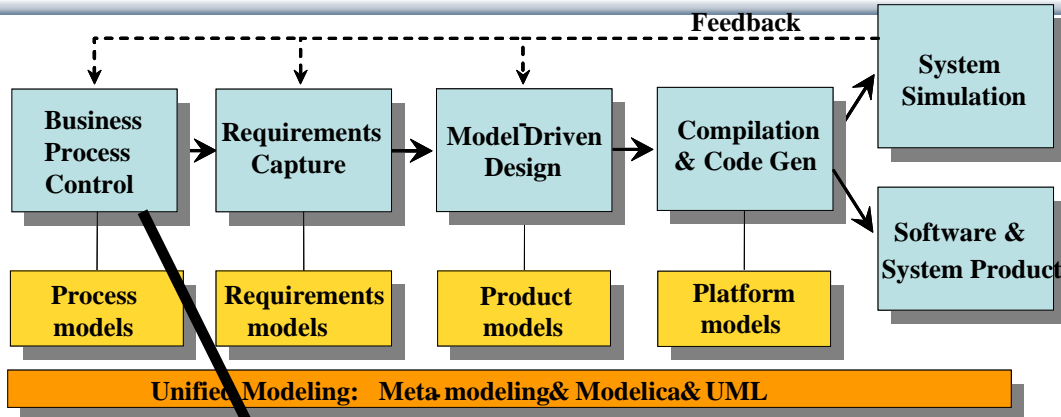 Feedback
System
Simulation
Business
Process
Control
Requirements
Capture
Model-Driven
Design
Compilation
& Code Gen
Software &
System Product
Process
models
Requirements
models
Product
models
Platform
models
Unified Modeling: Meta-modeling& Modelica& UML